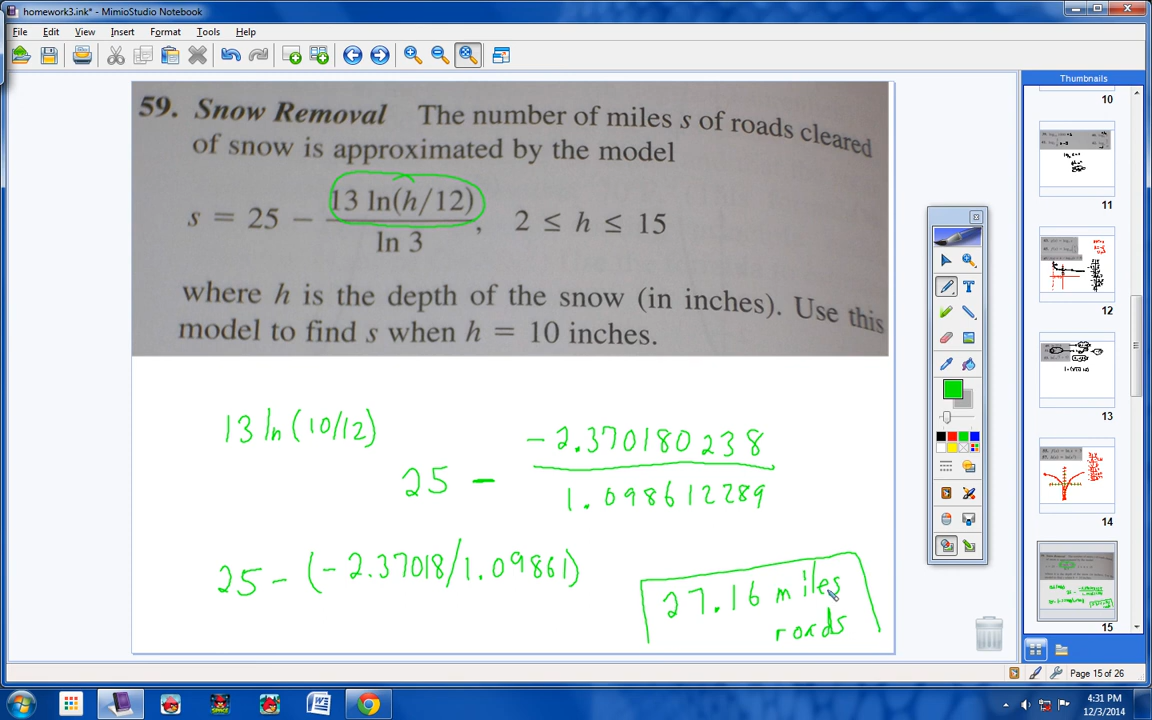 homework3.ink* - MimioStudio Notebook
File Edit View Insert Format Tools Help
59. Snow Removal The number of miles s of roads cleared
of snow is approximated by the model
s = 25 − 13 ln(h/12) / ln 3, 2 ≤ h ≤ 15
where h is the depth of the snow (in inches). Use this
model to find s when h = 10 inches.
13 ln(10/12)
25 - -2.370180238 / 1.098612289
25 - (-2.37018/1.09861)
27.16 miles
roads
Thumbnails
10
11
12
13
14
15
Page 15 of 26
4:31 PM
12/3/2014